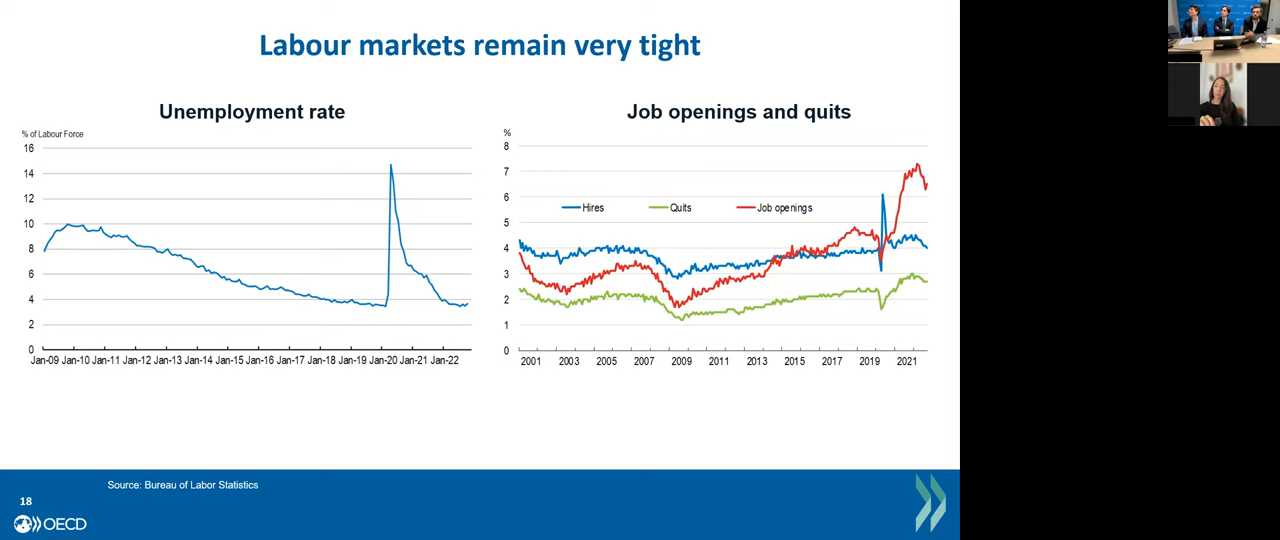 Labour markets remain very tight
Unemployment rate
% of Labour Force
16
14
12
10
8
6
4
2
0
Jan-09 Jan-10 Jan-11 Jan-12 Jan-13 Jan-14 Jan-15 Jan-16 Jan-17 Jan-18 Jan-19 Jan-20 Jan-21 Jan-22
Job openings and quits
%
8
7
6
5
4
3
2
1
0
Hires Quits Job openings
2001 2003 2005 2007 2009 2011 2013 2015 2017 2019 2021
Source: Bureau of Labor Statistics
18
OECD